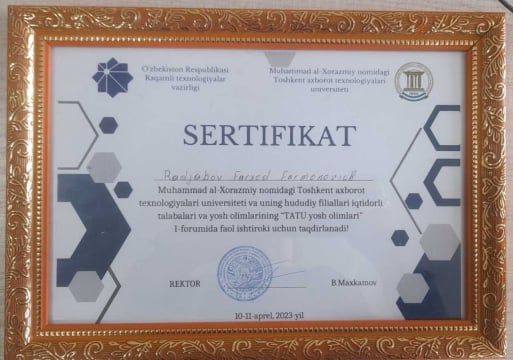 O'zbekiston Respublikasi
Raqamli texnologiyalar
vazirligi
Muhammad al-Xorazmiy nomidagi
Toshkent axborot texnologiyalari
universiteti
SERTIFIKAT
Radjabov Farxod Farmonovich
Muhammad al-Xorazmiy nomidagi Toshkent axborot
texnologiyalari universiteti va uning hududiy filiallari iqtidorli
talabalari va yosh olimlarining "TATU yosh olimlari"
I-forumida faol ishtiroki uchun taqdirlanadi!
REKTOR
B.Maxkamov
10-11-aprel, 2023-yil